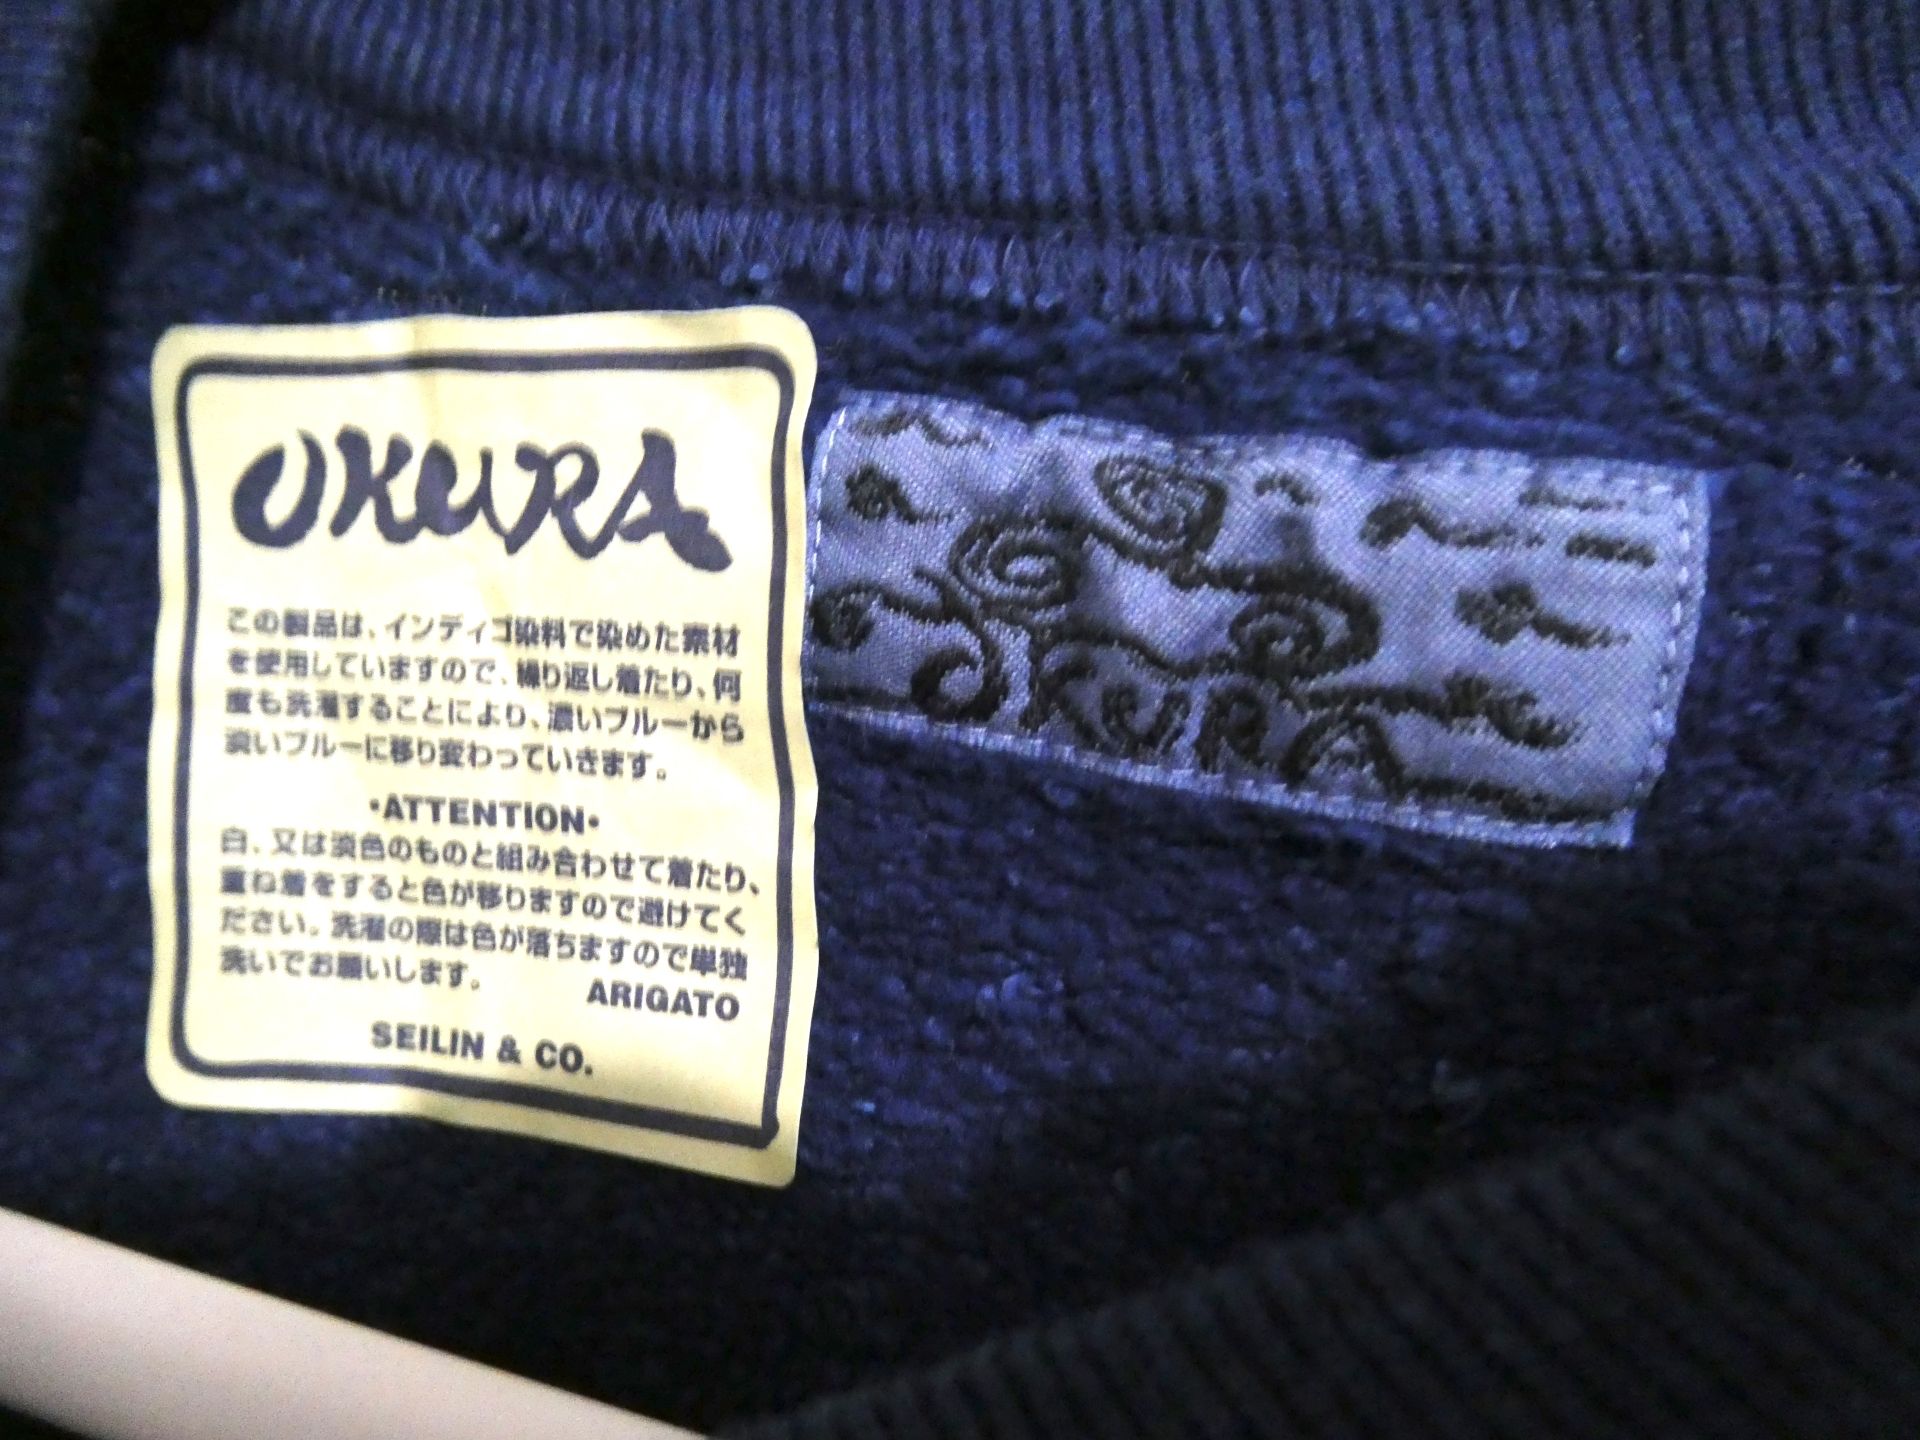 OKURA
この製品は、インディゴ染料で染めた素材
を使用していますので、繰り返し着たり、何
度も洗濯することにより、濃いブルーから
淡いブルーに移り変わっていきます。
•ATTENTION•
白、又は淡色のものと組み合わせて着たり、
重ね着をすると色が移りますので避けてく
ださい。洗濯の際は色が落ちますので単独
洗いでお願いします。
ARIGATO
SEILIN & CO.
OKURA